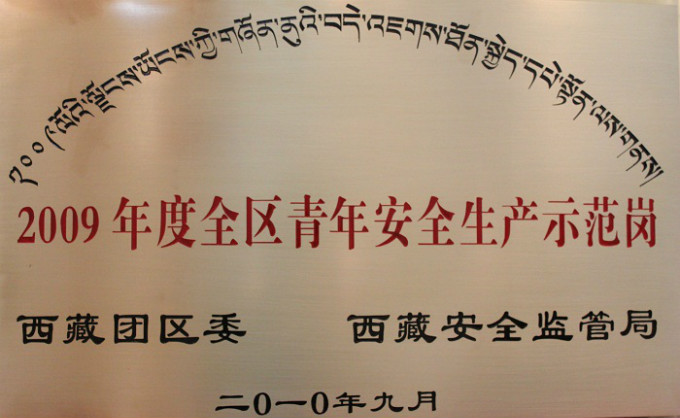 ༢༠༠༩ལོའི་ལྗོངས་ཡོངས་ཀྱི་གཞོན་ནུའི་བདེ་འཇགས་ཐོན་སྐྱེད་དཔེ་སྟོན་ལས་གནས།
2009年度全区青年安全生产示范岗
西藏团区委 西藏安全监管局
二0一0年九月